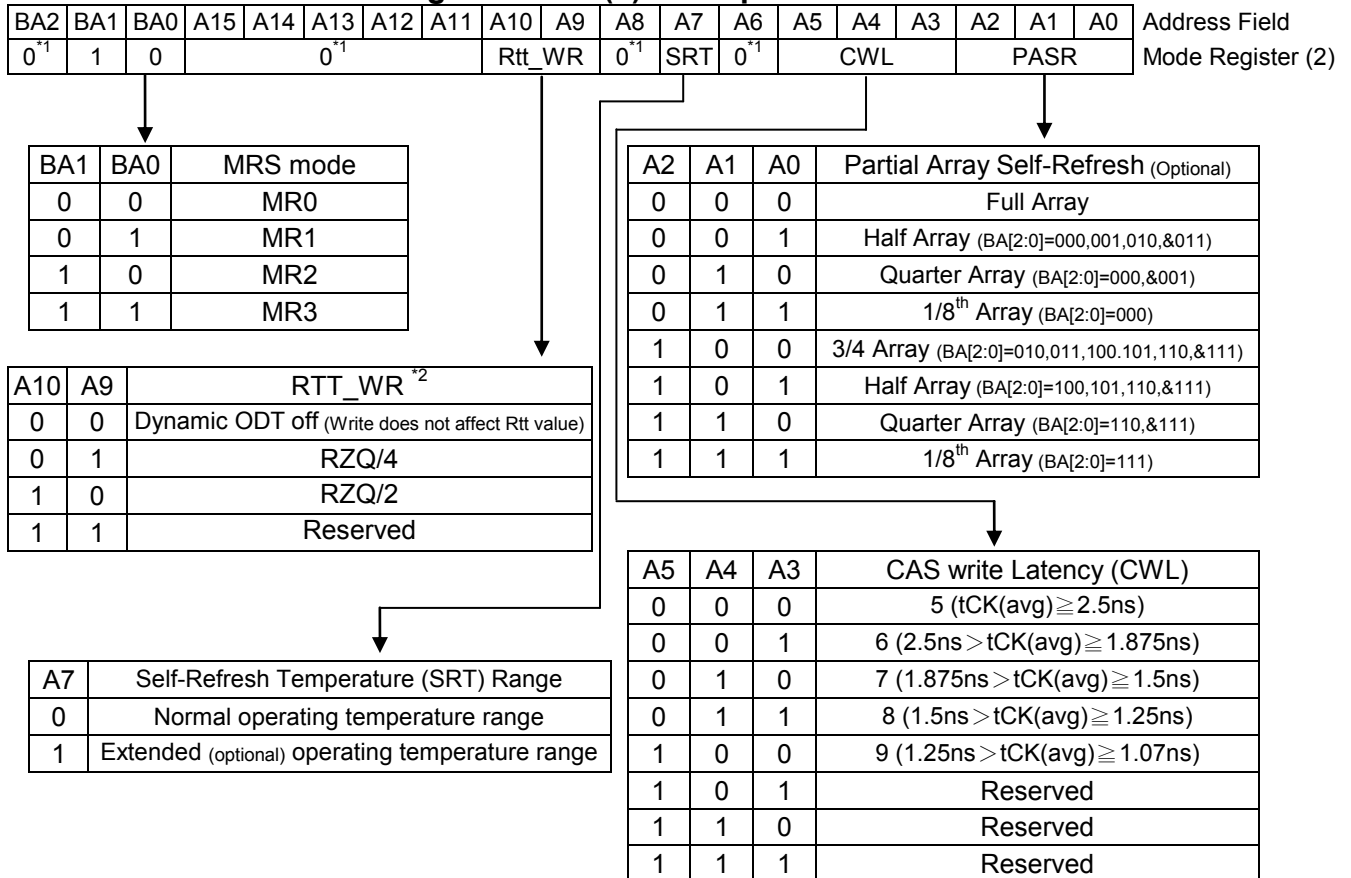 BA2 BA1 BA0 A15 A14 A13 A12 A11 A10 A9 A8 A7 A6 A5 A4 A3 A2 A1 A0 Address Field
0*1 1 0 0*1 Rtt_WR 0*1 SRT 0*1 CWL PASR Mode Register (2)
BA1 BA0 MRS mode
0 0 MR0
0 1 MR1
1 0 MR2
1 1 MR3
A2 A1 A0 Partial Array Self-Refresh (Optional)
0 0 0 Full Array
0 0 1 Half Array (BA[2:0]=000,001,010,&011)
0 1 0 Quarter Array (BA[2:0]=000,&001)
0 1 1 1/8th Array (BA[2:0]=000)
1 0 0 3/4 Array (BA[2:0]=010,011,100.101,110,&111)
1 0 1 Half Array (BA[2:0]=100,101,110,&111)
1 1 0 Quarter Array (BA[2:0]=110,&111)
1 1 1 1/8th Array (BA[2:0]=111)
A10 A9 RTT_WR *2
0 0 Dynamic ODT off (Write does not affect Rtt value)
0 1 RZQ/4
1 0 RZQ/2
1 1 Reserved
A5 A4 A3 CAS write Latency (CWL)
0 0 0 5 (tCK(avg)≧2.5ns)
0 0 1 6 (2.5ns>tCK(avg)≧1.875ns)
0 1 0 7 (1.875ns>tCK(avg)≧1.5ns)
0 1 1 8 (1.5ns>tCK(avg)≧1.25ns)
1 0 0 9 (1.25ns>tCK(avg)≧1.07ns)
1 0 1 Reserved
1 1 0 Reserved
1 1 1 Reserved
A7 Self-Refresh Temperature (SRT) Range
0 Normal operating temperature range
1 Extended (optional) operating temperature range